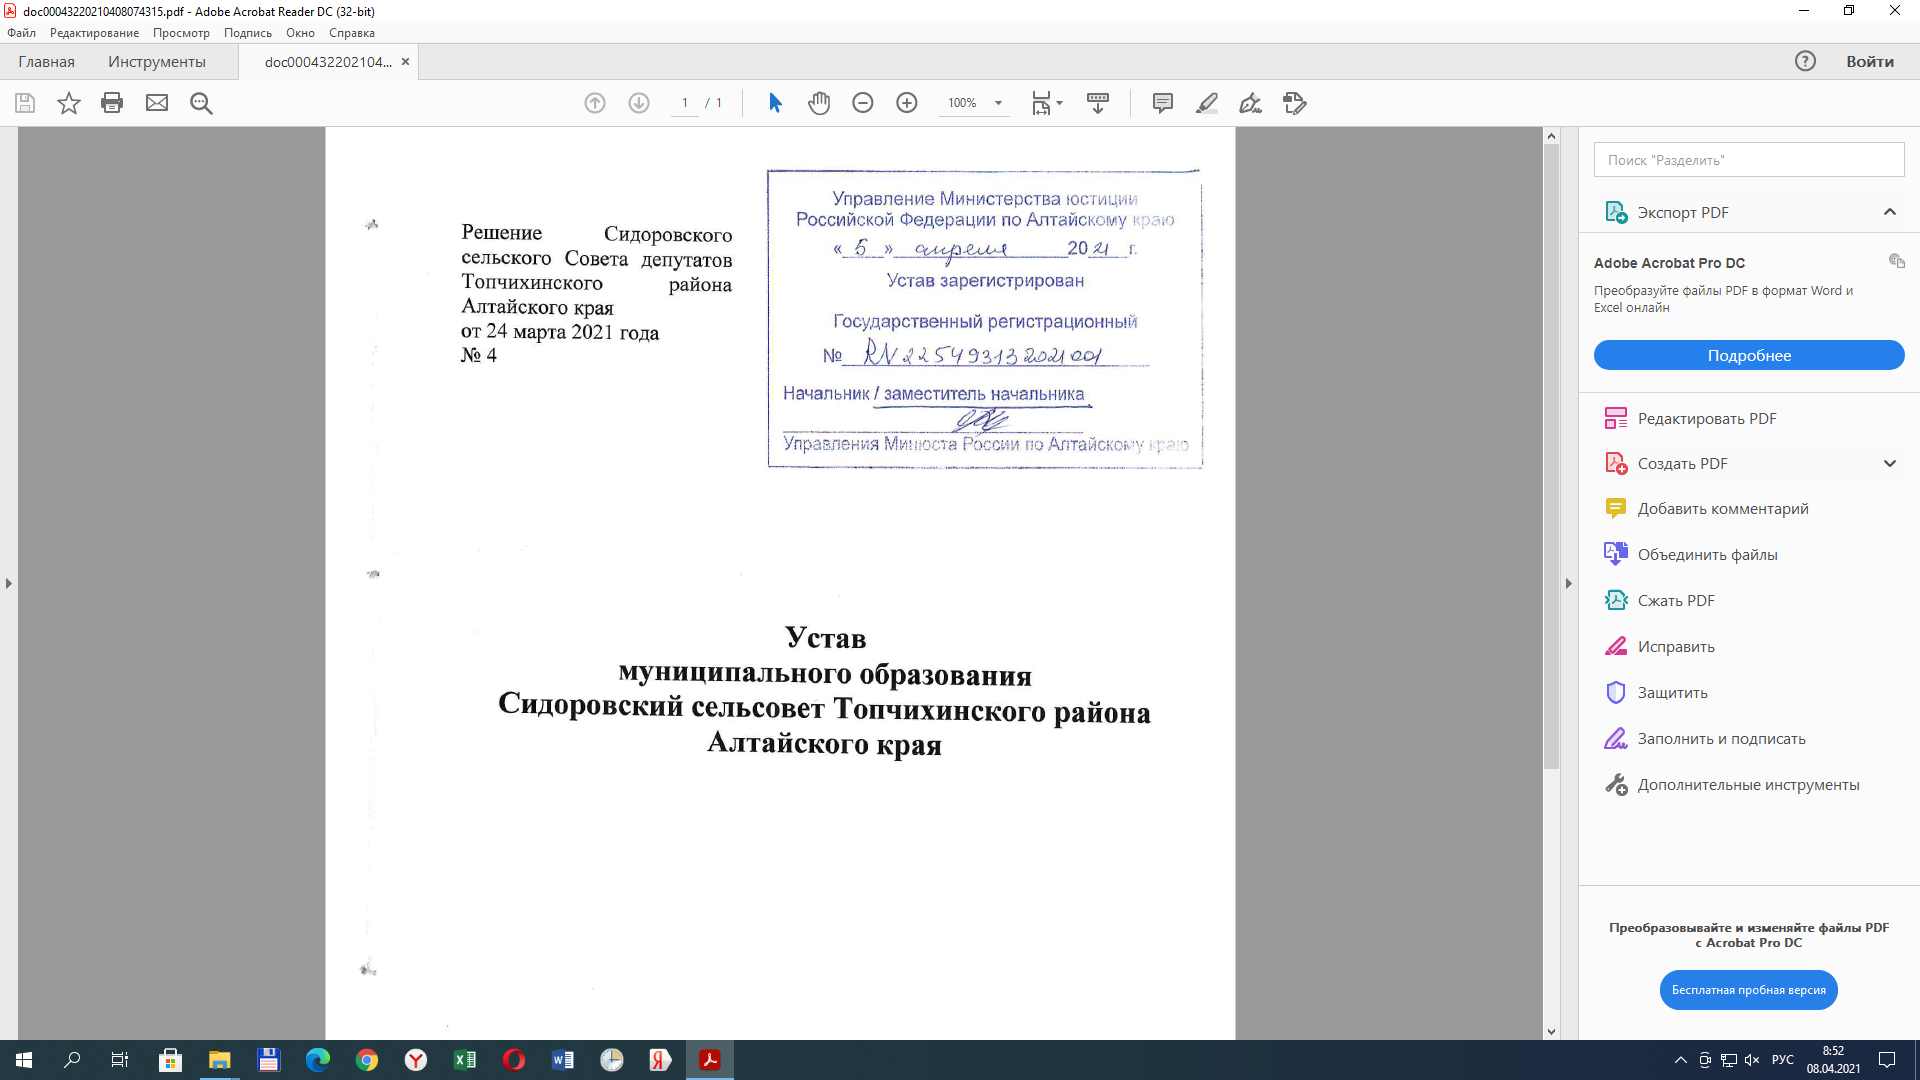 doc00043220210408074315.pdf - Adobe Acrobat Reader DC (32-bit)
Файл Редактирование Просмотр Подпись Окно Справка
Главная Инструменты doc000432202104... × Войти
1 / 1 100%
Решение Сидоровского
сельского Совета депутатов
Топчихинского района
Алтайского края
от 24 марта 2021 года
№ 4
Управление Министерства юстиции
Российской Федерации по Алтайскому краю
« 5 » апреля 2021 г.
Устав зарегистрирован
Государственный регистрационный
№ RU225493132021001
Начальник / заместитель начальника
Управления Минюста России по Алтайскому краю
Устав
муниципального образования
Сидоровский сельсовет Топчихинского района
Алтайского края
Поиск "Разделить"
Экспорт PDF
Adobe Acrobat Pro DC
Преобразуйте файлы PDF в формат Word и
Excel онлайн
Подробнее
Редактировать PDF
Создать PDF
Добавить комментарий
Объединить файлы
Сжать PDF
Исправить
Защитить
Заполнить и подписать
Дополнительные инструменты
Преобразовывайте и изменяйте файлы PDF
с Acrobat Pro DC
Бесплатная пробная версия
РУС
8:52
08.04.2021